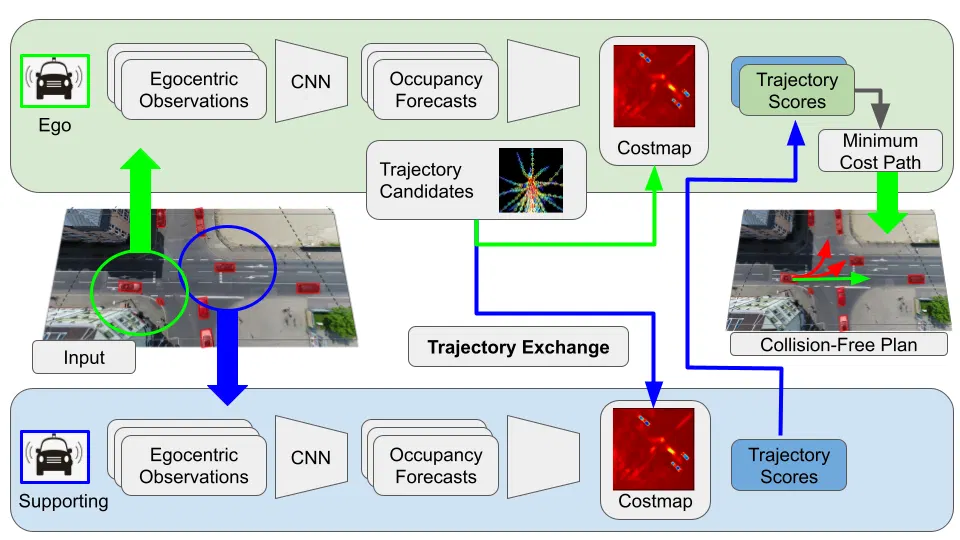 Ego
Egocentric
Observations
CNN
Occupancy
Forecasts
Costmap
Trajectory
Scores
Minimum
Cost Path
Trajectory
Candidates
Input
Trajectory Exchange
Collision-Free Plan
Supporting
Egocentric
Observations
CNN
Occupancy
Forecasts
Costmap
Trajectory
Scores